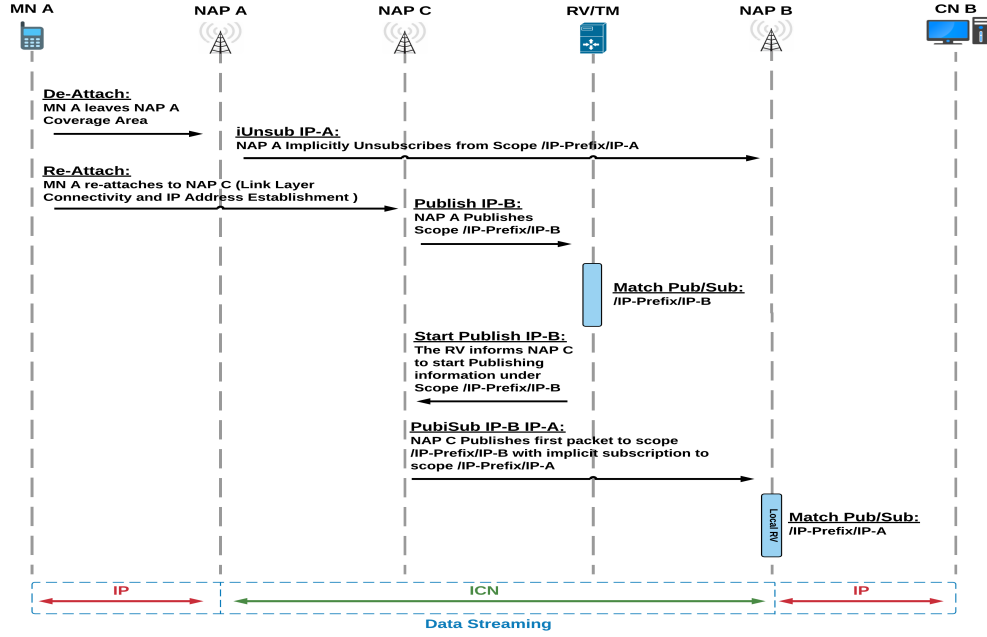 MN A
NAP A
NAP C
RV/TM
NAP B
CN B
De-Attach:
MN A leaves NAP A
Coverage Area
iUnsub IP-A:
NAP A Implicitly Unsubscribes from Scope /IP-Prefix/IP-A
Re-Attach:
MN A re-attaches to NAP C (Link Layer
Connectivity and IP Address Establishment )
Publish IP-B:
NAP A Publishes
Scope /IP-Prefix/IP-B
Match Pub/Sub:
/IP-Prefix/IP-B
Start Publish IP-B:
The RV informs NAP C
to start Publishing
information under
Scope /IP-Prefix/IP-B
PubiSub IP-B IP-A:
NAP C Publishes first packet to scope
/IP-Prefix/IP-B with implicit subscription to
scope /IP-Prefix/IP-A
Local RV
Match Pub/Sub:
/IP-Prefix/IP-A
IP
ICN
IP
Data Streaming